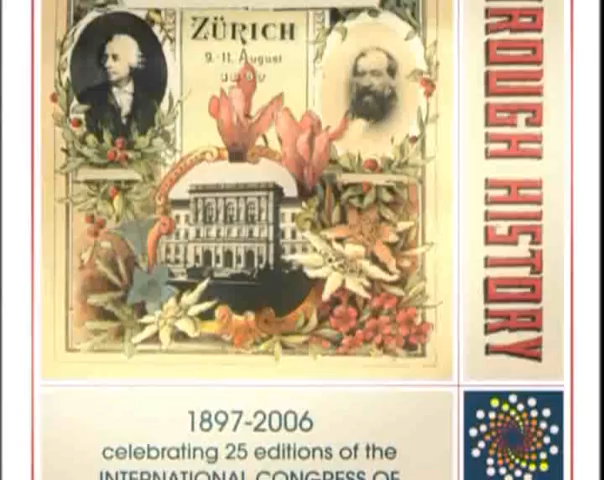 ZÜRICH
9.-11. August
1897-2006
celebrating 25 editions of the
INTERNATIONAL CONGRESS OF
ROUGH HISTORY